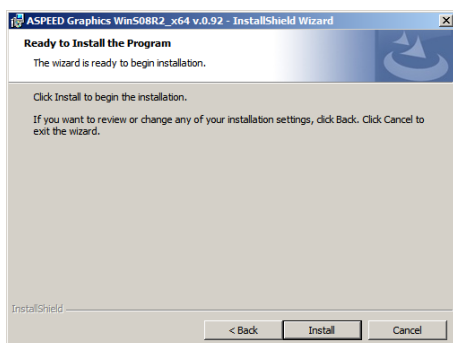 ASPEED Graphics WinS08R2_x64 v.0.92 - InstallShield Wizard
Ready to Install the Program
The wizard is ready to begin installation.
Click Install to begin the installation.
If you want to review or change any of your installation settings, click Back. Click Cancel to
exit the wizard.
InstallShield
< Back Install Cancel